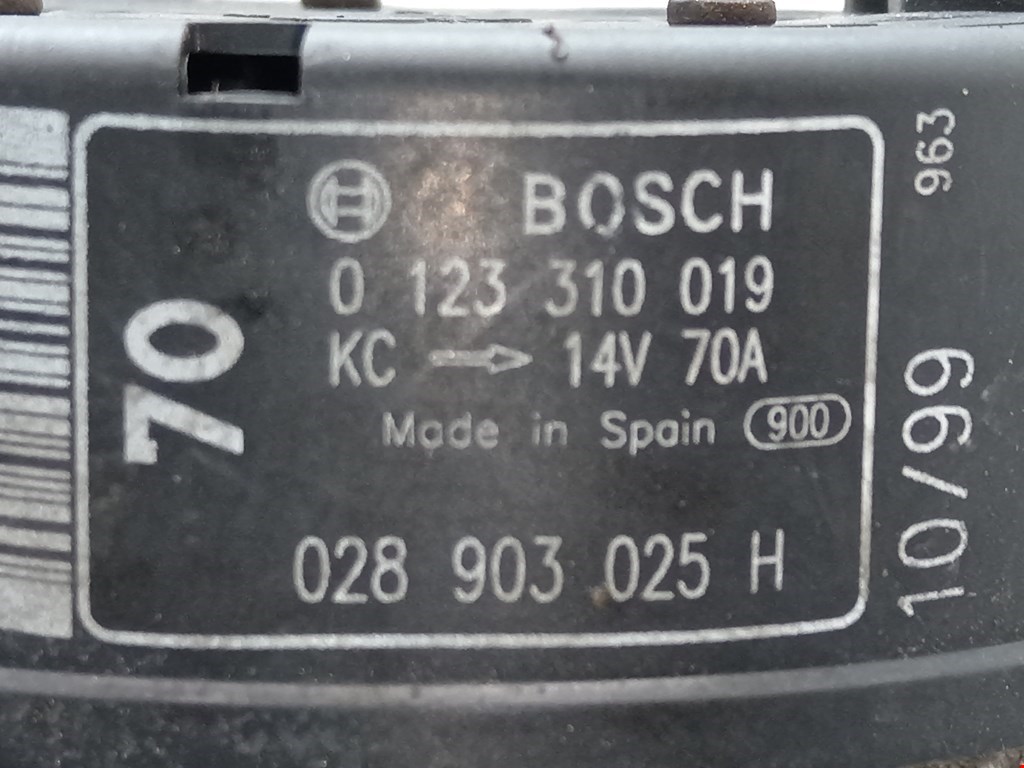 BOSCH
0 123 310 019
KC → 14V 70A
Made in Spain 900
028 903 025 H
70
963
10/99